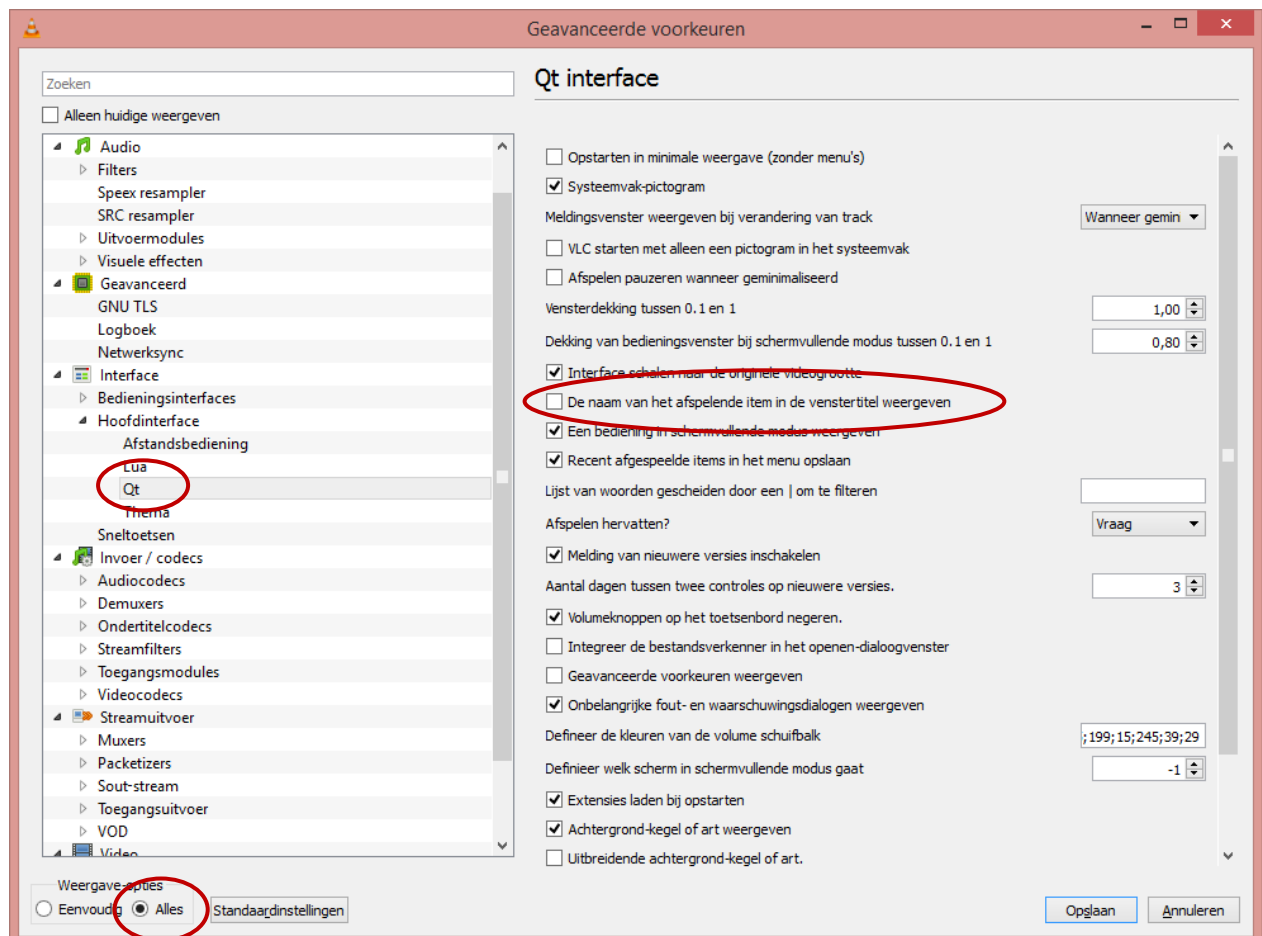 Geavanceerde voorkeuren
Zoeken
Alleen huidige weergeven
Audio
Filters
Speex resampler
SRC resampler
Uitvoermodules
Visuele effecten
Geavanceerd
GNU TLS
Logboek
Netwerksync
Interface
Bedieningsinterfaces
Hoofdinterface
Afstandsbediening
Lua
Qt
Thema
Sneltoetsen
Invoer / codecs
Audiocodecs
Demuxers
Ondertitelcodecs
Streamfilters
Toegangsmodules
Videocodecs
Streamuitvoer
Muxers
Packetizers
Sout-stream
Toegangsuitvoer
VOD
Video
Qt interface
Opstarten in minimale weergave (zonder menu's)
Systeemvak-pictogram
Meldingsvenster weergeven bij verandering van track Wanneer gemin
VLC starten met alleen een pictogram in het systeemvak
Afspelen pauzeren wanneer geminimaliseerd
Vensterdekking tussen 0.1 en 1 1,00
Dekking van bedieningsvenster bij schermvullende modus tussen 0.1 en 1 0,80
Interface schalen naar de originele videogrootte
De naam van het afspelende item in de venstertitel weergeven
Een bediening in schermvullende modus weergeven
Recent afgespeelde items in het menu opslaan
Lijst van woorden gescheiden door een | om te filteren
Afspelen hervatten? Vraag
Melding van nieuwere versies inschakelen
Aantal dagen tussen twee controles op nieuwere versies. 3
Volumeknoppen op het toetsenbord negeren.
Integreer de bestandsverkenner in het openen-dialoogvenster
Geavanceerde voorkeuren weergeven
Onbelangrijke fout- en waarschuwingsdialogen weergeven
Defineer de kleuren van de volume schuifbalk ;199;15;245;39;29
Definieer welk scherm in schermvullende modus gaat -1
Extensies laden bij opstarten
Achtergrond-kegel of art weergeven
Uitbreidende achtergrond-kegel of art.
Weergave-opties
Eenvoudig Alles Standaardinstellingen Opslaan Annuleren